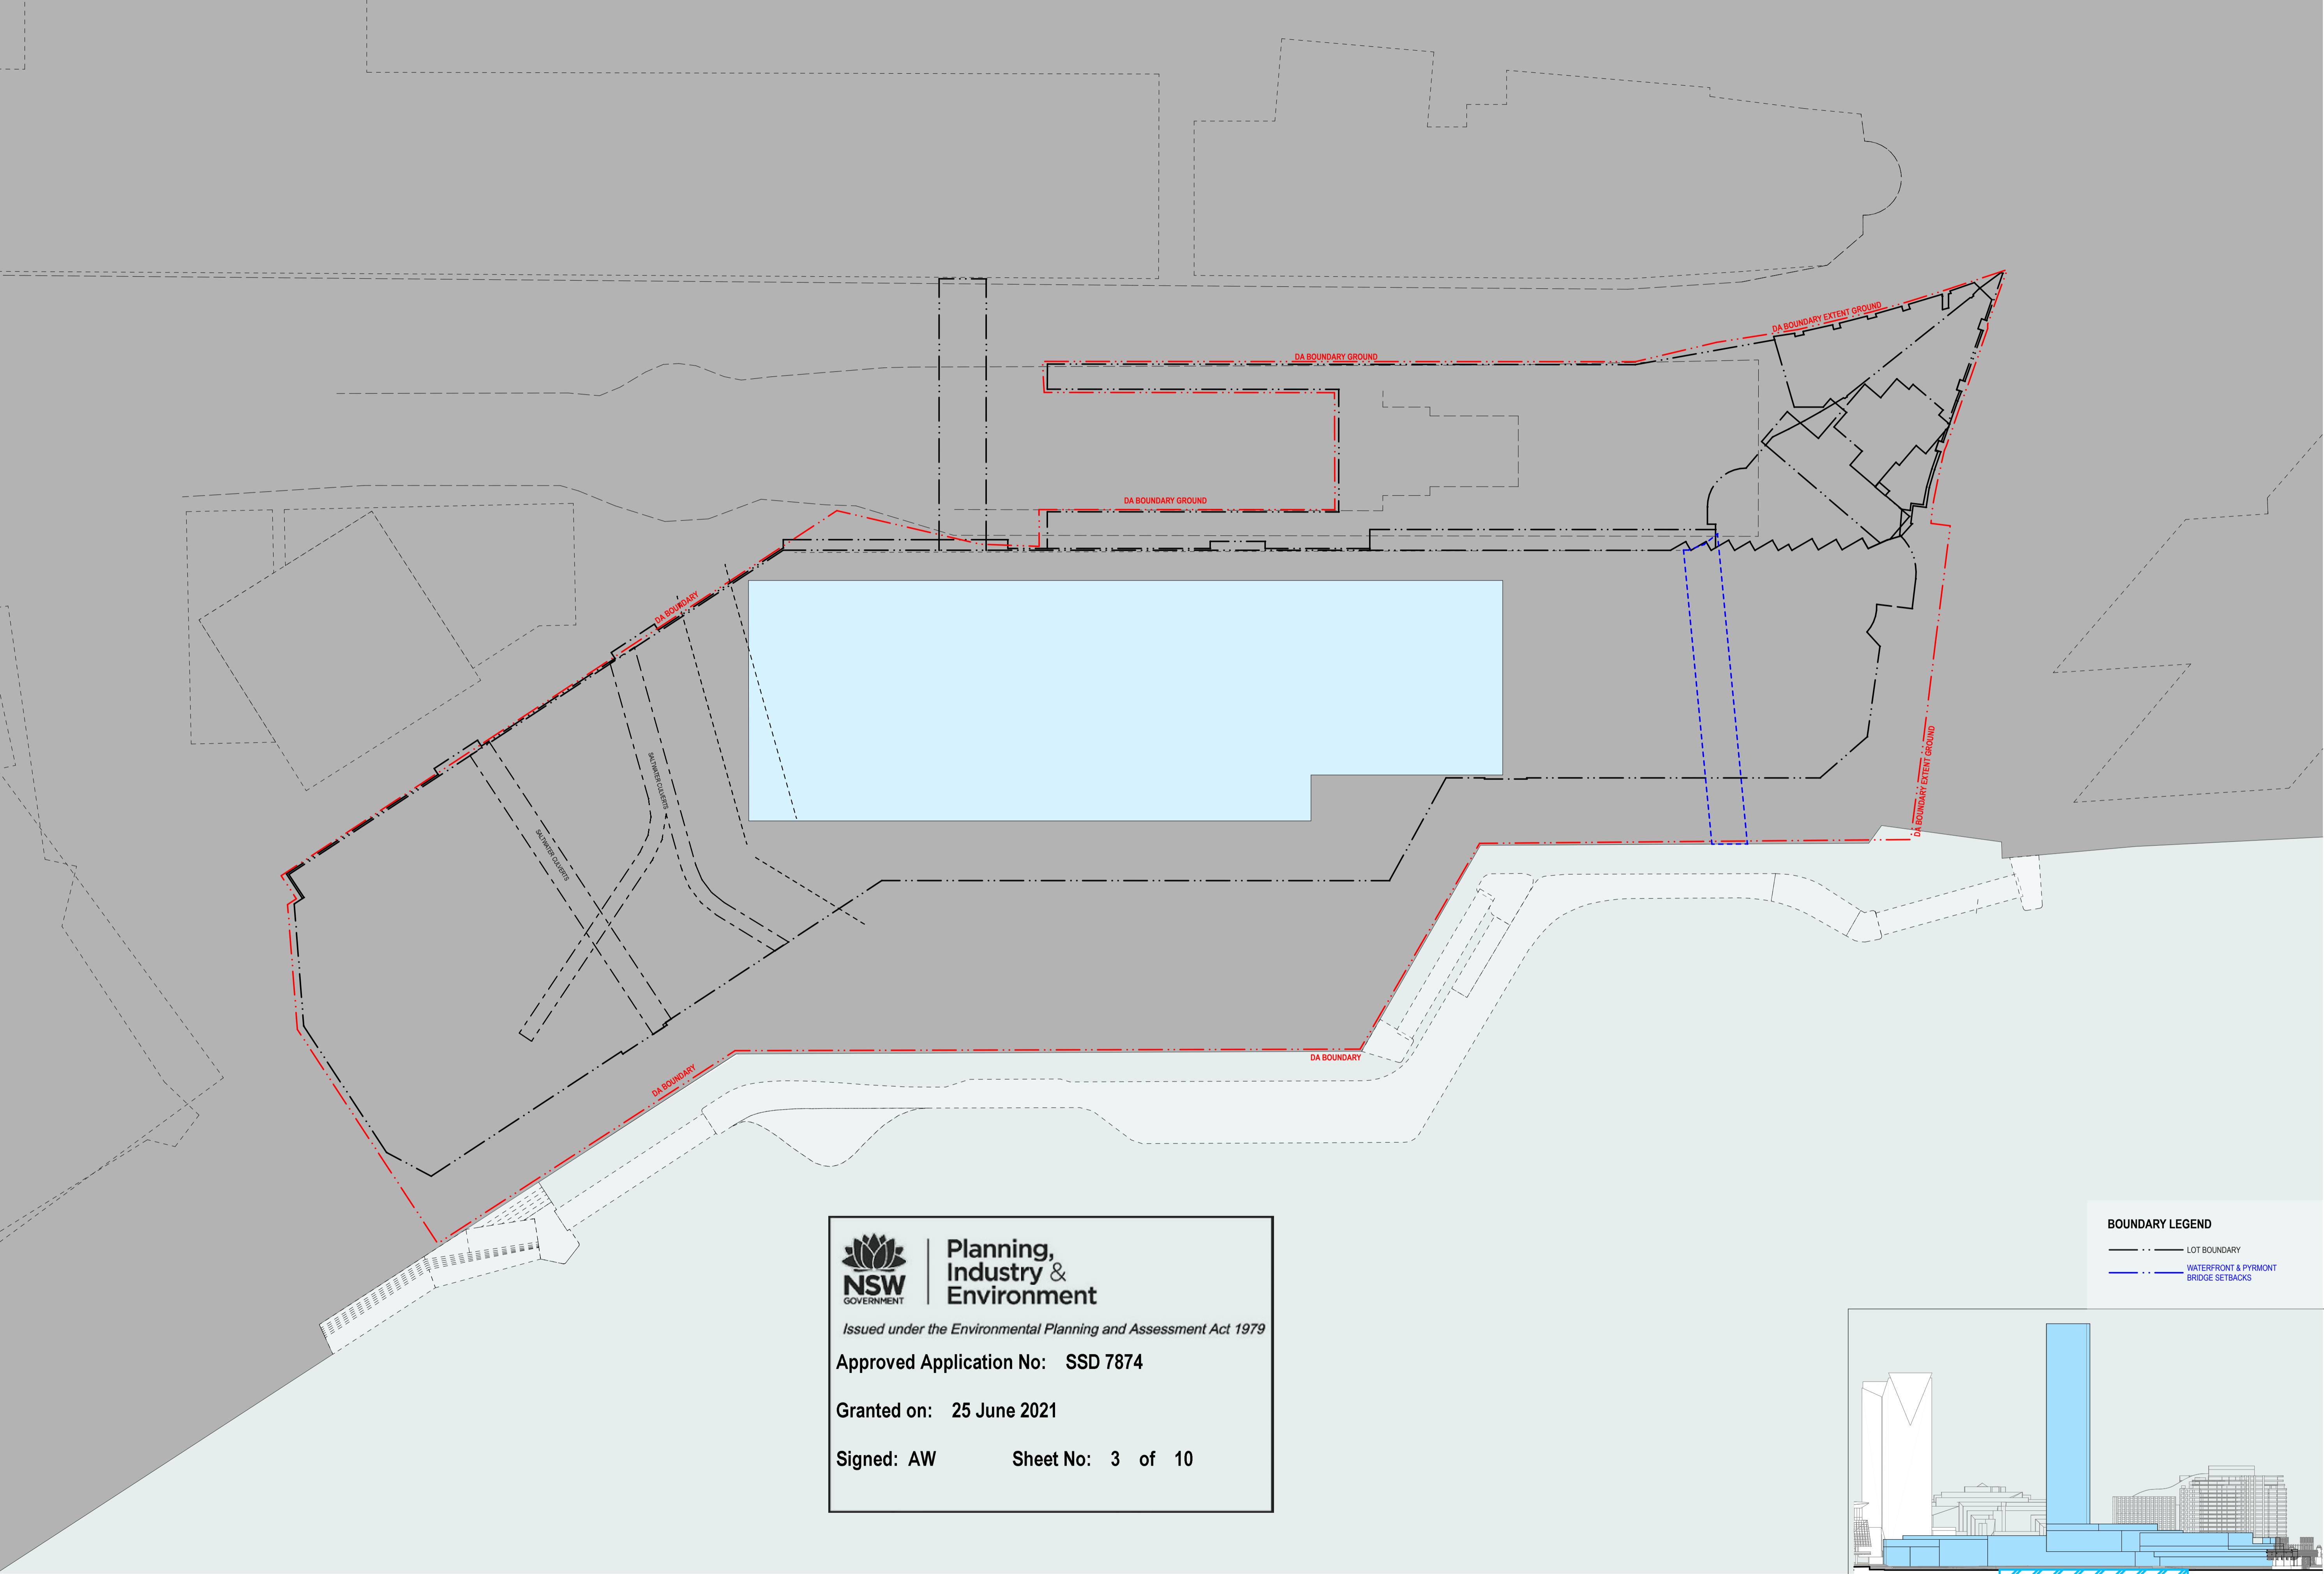 DA BOUNDARY EXTENT GROUND
DA BOUNDARY GROUND
DA BOUNDARY GROUND
DA BOUNDARY
SALTWATER CULVERTS
SALTWATER CULVERTS
DA BOUNDARY EXTENT GROUND
DA BOUNDARY
DA BOUNDARY
BOUNDARY LEGEND
LOT BOUNDARY
WATERFRONT & PYRMONT
BRIDGE SETBACKS
NSW
GOVERNMENT
Planning,
Industry &
Environment
Issued under the Environmental Planning and Assessment Act 1979
Approved Application No: SSD 7874
Granted on: 25 June 2021
Signed: AW Sheet No: 3 of 10